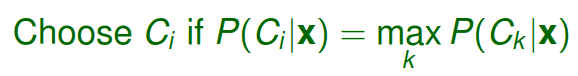 Choose Cᵢ if P(Cᵢ|x) = max P(Cₖ|x)
k